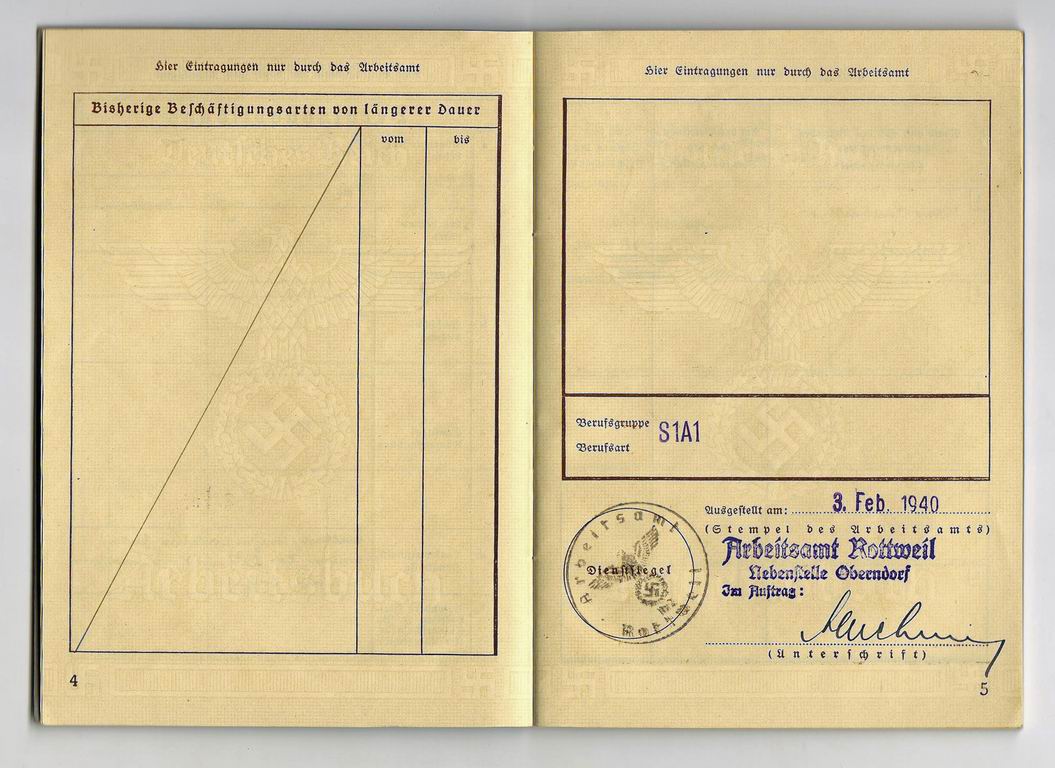 Hier Eintragungen nur durch das Arbeitsamt
Bisherige Beschäftigungsarten von längerer Dauer
vom bis
4
Hier Eintragungen nur durch das Arbeitsamt
Berufsgruppe S1A1
Berufsart
Ausgestellt am: 3. Feb. 1940
(Stempel des Arbeitsamts)
Arbeitsamt Rottweil
Nebenstelle Oberndorf
Im Auftrag:
Arbeitsamt Rottweil
Dienstsiegel
(Unterschrift)
5